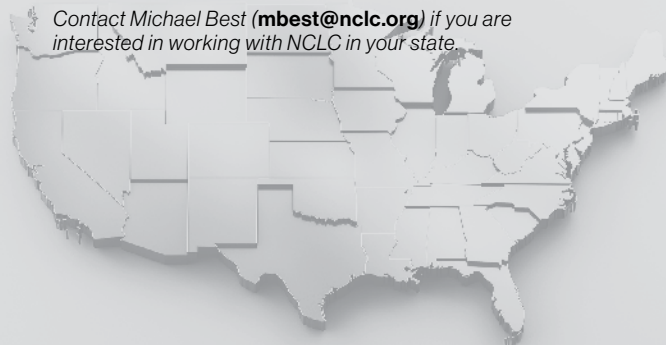 Contact Michael Best (mbest@nclc.org) if you are
interested in working with NCLC in your state.